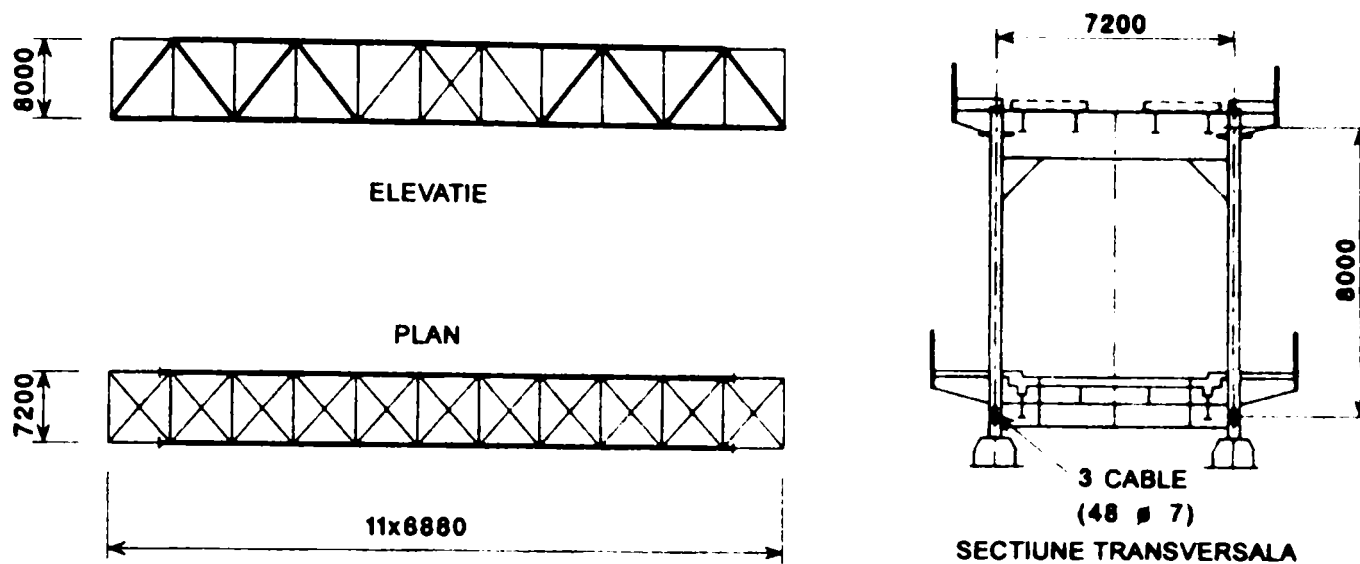 8000
ELEVATIE
PLAN
7200
11x6880
7200
8000
3 CABLE
(48 ø 7)
SECTIUNE TRANSVERSALA